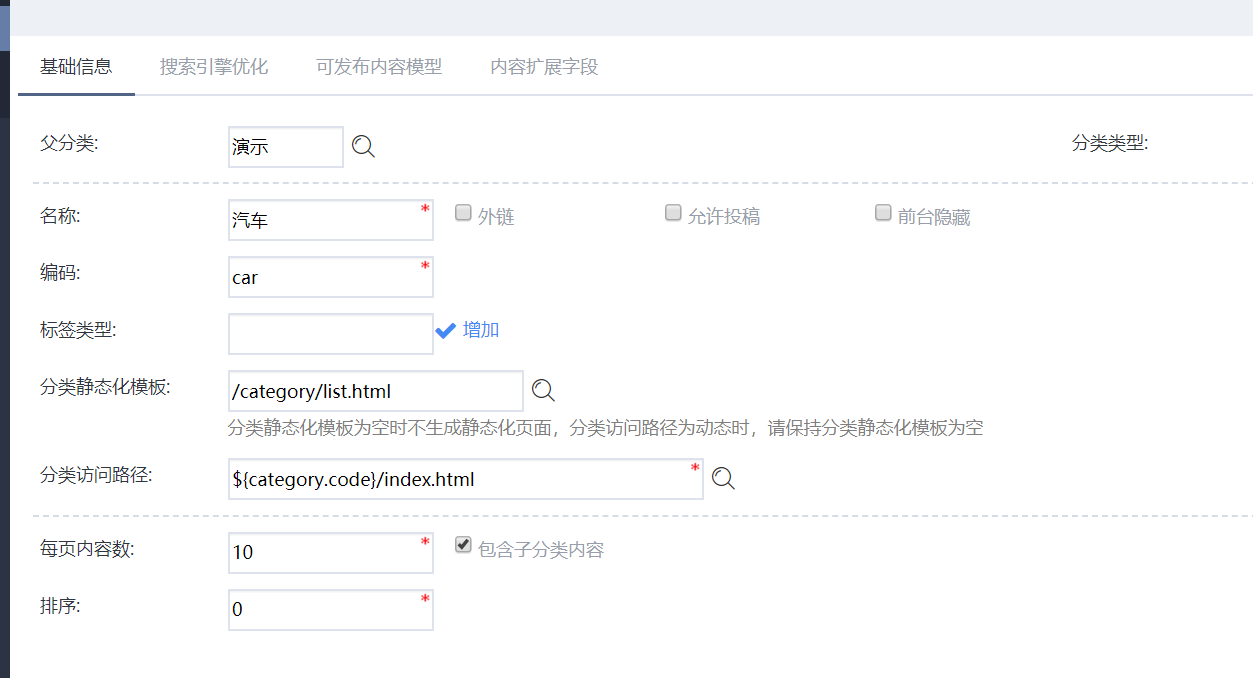 基础信息 搜索引擎优化 可发布内容模型 内容扩展字段
父分类: 演示 分类类型:
名称: 汽车 * 外链 允许投稿 前台隐藏
编码: car *
标签类型: 增加
分类静态化模板: /category/list.html
分类静态化模板为空时不生成静态化页面，分类访问路径为动态时，请保持分类静态化模板为空
分类访问路径: ${category.code}/index.html *
每页内容数: 10 * 包含子分类内容
排序: 0 *